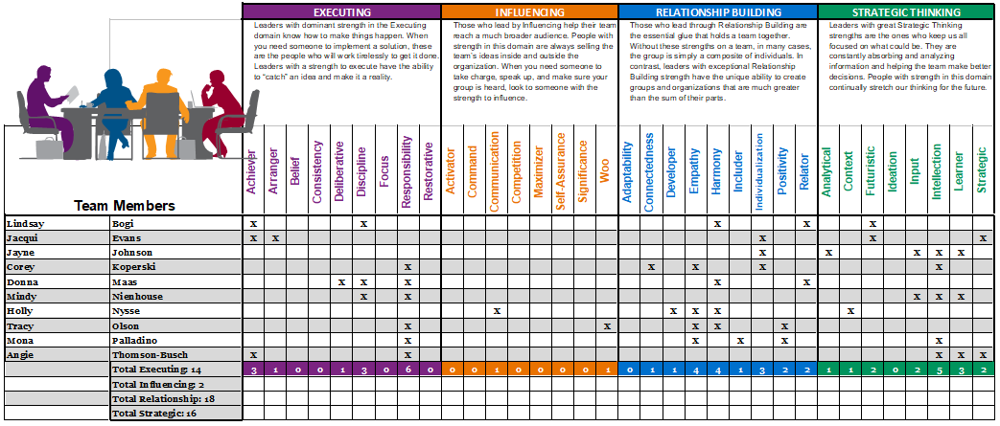 EXECUTING INFLUENCING RELATIONSHIP BUILDING STRATEGIC THINKING
Leaders with dominant strength in the Executing
domain know how to make things happen. When
you need someone to implement a solution, these
are the people who will work tirelessly to get it done.
Leaders with a strength to execute have the ability
to “catch” an idea and make it a reality.
Those who lead by Influencing help their team
reach a much broader audience. People with
strength in this domain are always selling the
team's ideas inside and outside the
organization. When you need someone to
take charge, speak up, and make sure your
group is heard, look to someone with the
strength to influence.
Those who lead through Relationship Building are
the essential glue that holds a team together.
Without these strengths on a team, in many cases,
the group is simply a composite of individuals. In
contrast, leaders with exceptional Relationship
Building strength have the unique ability to create
groups and organizations that are much greater
than the sum of their parts.
Leaders with great Strategic Thinking
strengths are the ones who keep us all
focused on what could be. They are
constantly absorbing and analyzing
information and helping the team make better
decisions. People with strength in this domain
continually stretch our thinking for the future.
Team Members
Achiever
Arranger
Belief
Consistency
Deliberative
Discipline
Focus
Responsibility
Restorative
Activator
Command
Communication
Competition
Maximizer
Self-Assurance
Significance
Woo
Adaptability
Connectedness
Developer
Empathy
Harmony
Includer
Individualization
Positivity
Relator
Analytical
Context
Futuristic
Ideation
Input
Intellection
Learner
Strategic
Lindsay Bogi x x x x x
Jacqui Evans x x x x x
Jayne Johnson x x x x x
Corey Koperski x x x x x
Donna Maas x x x x x
Mindy Nienhouse x x x x x
Holly Nysse x x x x x
Tracy Olson x x x x x
Mona Palladino x x x x x
Angie Thomson-Busch x x x x x
Total Executing: 14 3 1 0 0 1 3 0 6 0 0 0 1 0 0 0 0 1 0 1 1 4 4 1 3 2 2 1 1 2 0 2 5 3 2
Total Influencing: 2
Total Relationship: 18
Total Strategic: 16